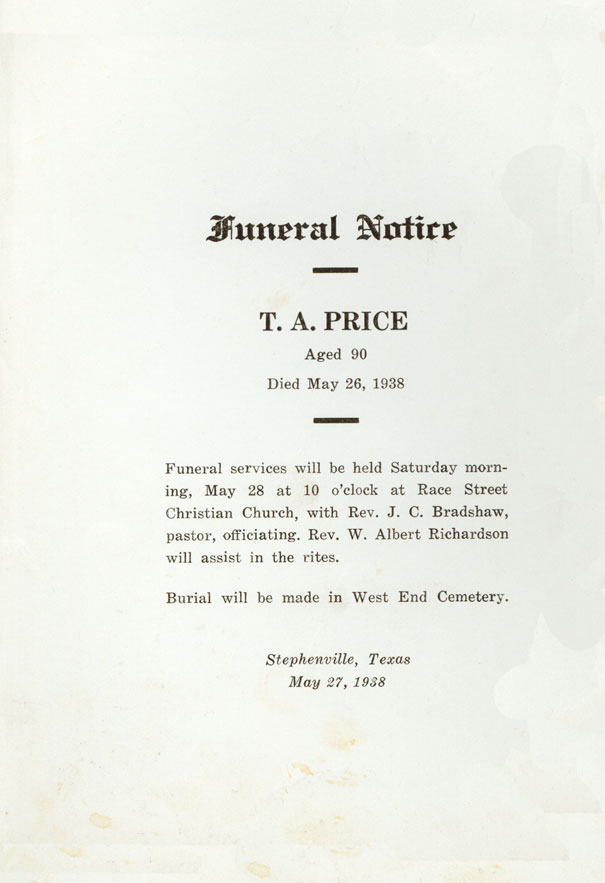 Funeral Notice
T. A. PRICE
Aged 90
Died May 26, 1938
Funeral services will be held Saturday morn-
ing, May 28 at 10 o'clock at Race Street
Christian Church, with Rev. J. C. Bradshaw,
pastor, officiating. Rev. W. Albert Richardson
will assist in the rites.
Burial will be made in West End Cemetery.
Stephenville, Texas
May 27, 1938